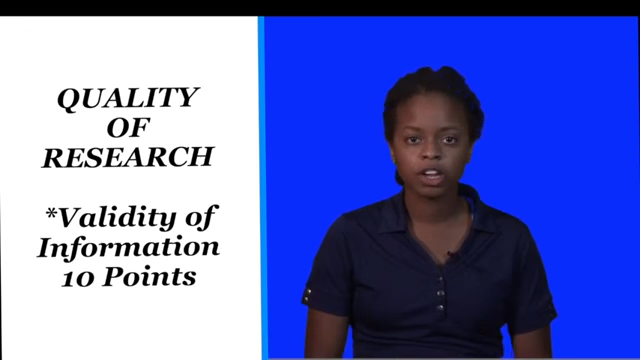 QUALITY
OF
RESEARCH
*Validity of
Information
10 Points